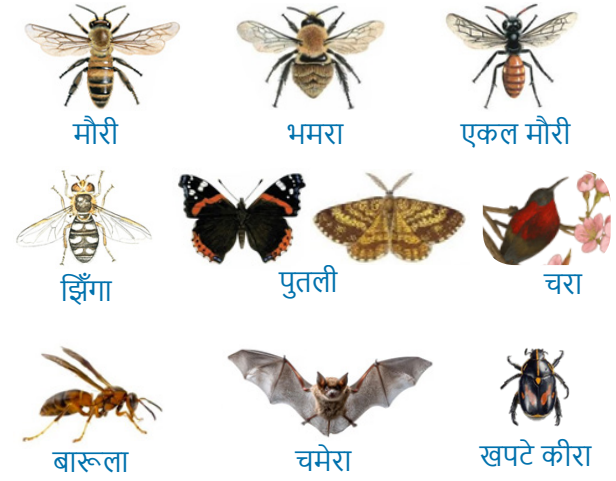 मौरी
भमरा
एकल मौरी
झिँगा
पुतली
चरा
बारूला
चमेरा
खपटे कीरा